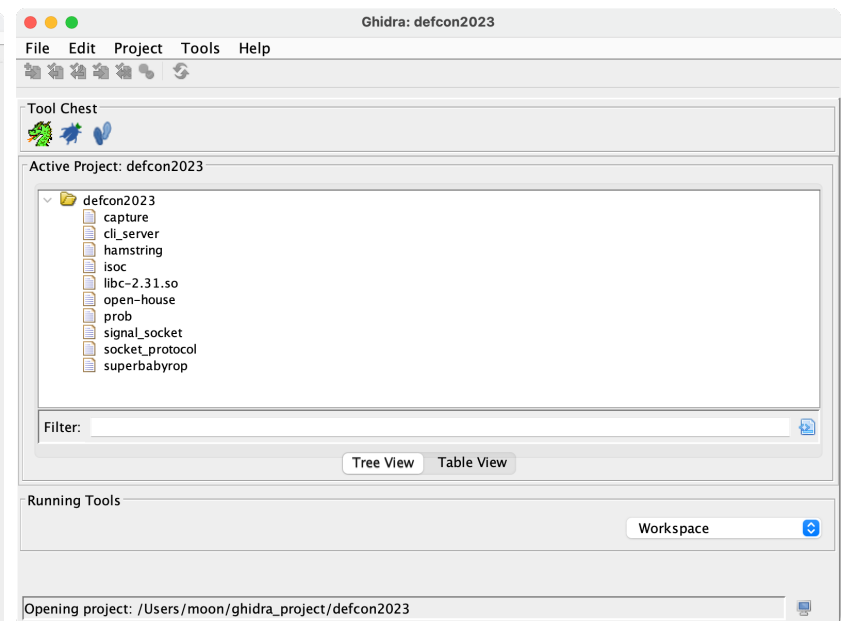 Ghidra: defcon2023
File Edit Project Tools Help
Tool Chest
Active Project: defcon2023
defcon2023
capture
cli_server
hamstring
isoc
libc-2.31.so
open-house
prob
signal_socket
socket_protocol
superbabyrop
Filter:
Tree View Table View
Running Tools
Workspace
Opening project: /Users/moon/ghidra_project/defcon2023